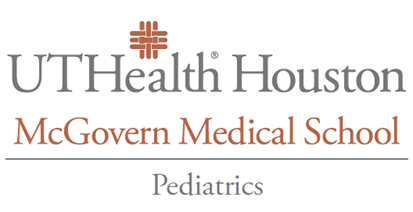 UTHealth® Houston
McGovern Medical School
Pediatrics